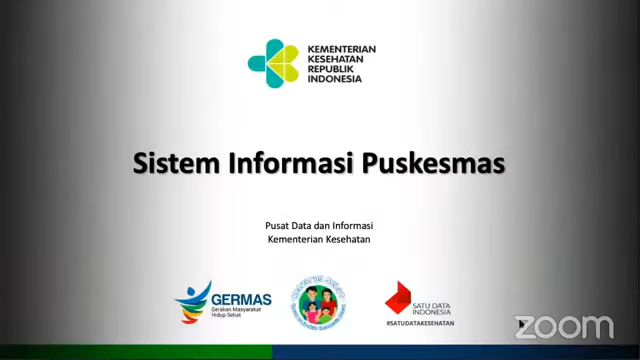 KEMENTERIAN
KESEHATAN
REPUBLIK
INDONESIA
Sistem Informasi Puskesmas
Pusat Data dan Informasi
Kementerian Kesehatan
GERMAS
Gerakan Masyarakat
Hidup Sehat
SATU DATA
INDONESIA
#SATUDATAKESEHATAN
zoom